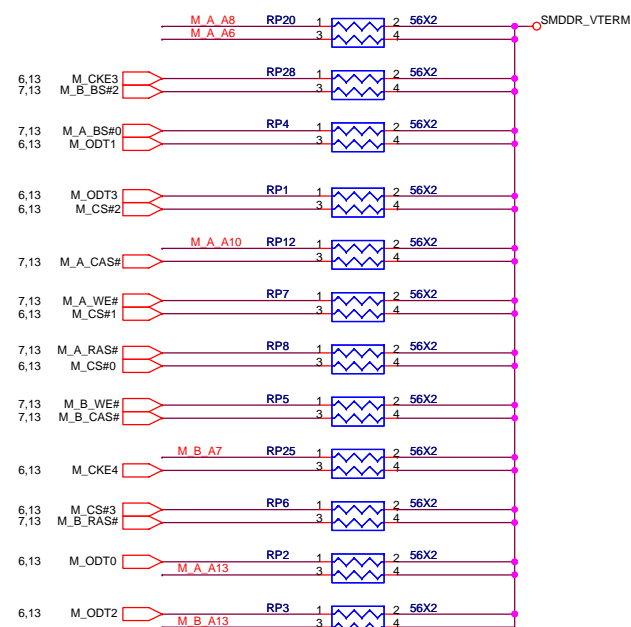 M_A_A8 RP20 1 2 56X2 SMDDR_VTERM
M_A_A6 3 4
6,13 M_CKE3 RP28 1 2 56X2
7,13 M_B_BS#2 3 4
7,13 M_A_BS#0 RP4 1 2 56X2
6,13 M_ODT1 3 4
6,13 M_ODT3 RP1 1 2 56X2
6,13 M_CS#2 3 4
M_A_A10 RP12 1 2 56X2
7,13 M_A_CAS# 3 4
7,13 M_A_WE# RP7 1 2 56X2
6,13 M_CS#1 3 4
7,13 M_A_RAS# RP8 1 2 56X2
6,13 M_CS#0 3 4
7,13 M_B_WE# RP5 1 2 56X2
7,13 M_B_CAS# 3 4
M_B_A7 RP25 1 2 56X2
6,13 M_CKE4 3 4
6,13 M_CS#3 RP6 1 2 56X2
7,13 M_B_RAS# 3 4
6,13 M_ODT0 RP2 1 2 56X2
M_A_A13 3 4
6,13 M_ODT2 RP3 1 2 56X2
M_B_A13 3 4